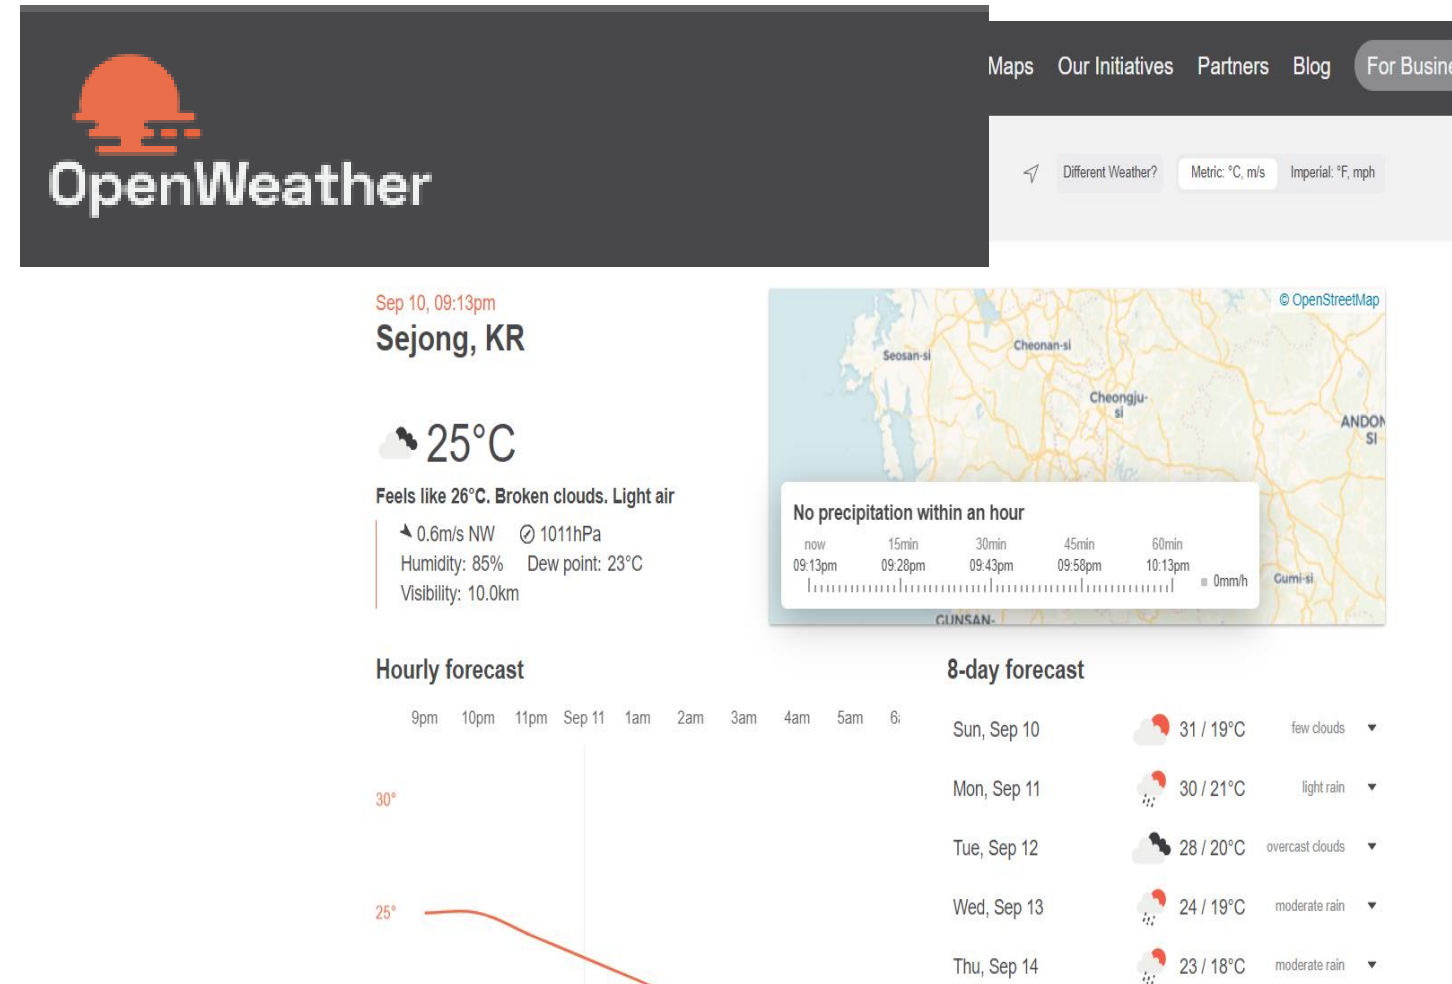 OpenWeather
Maps Our Initiatives Partners Blog For Busine
Different Weather? Metric: °C, m/s Imperial: °F, mph
Sep 10, 09:13pm
Sejong, KR
25°C
Feels like 26°C. Broken clouds. Light air
0.6m/s NW 1011hPa
Humidity: 85% Dew point: 23°C
Visibility: 10.0km
© OpenStreetMap
Seosan-si
Cheonan-si
Cheongju-
si
ANDON
SI
No precipitation within an hour
now 15min 30min 45min 60min
09:13pm 09:28pm 09:43pm 09:58pm 10:13pm
0mm/h
Gumi-si
GUNSAN-
Hourly forecast
9pm 10pm 11pm Sep 11 1am 2am 3am 4am 5am 6
30°
25°
8-day forecast
Sun, Sep 10 31 / 19°C few clouds
Mon, Sep 11 30 / 21°C light rain
Tue, Sep 12 28 / 20°C overcast clouds
Wed, Sep 13 24 / 19°C moderate rain
Thu, Sep 14 23 / 18°C moderate rain